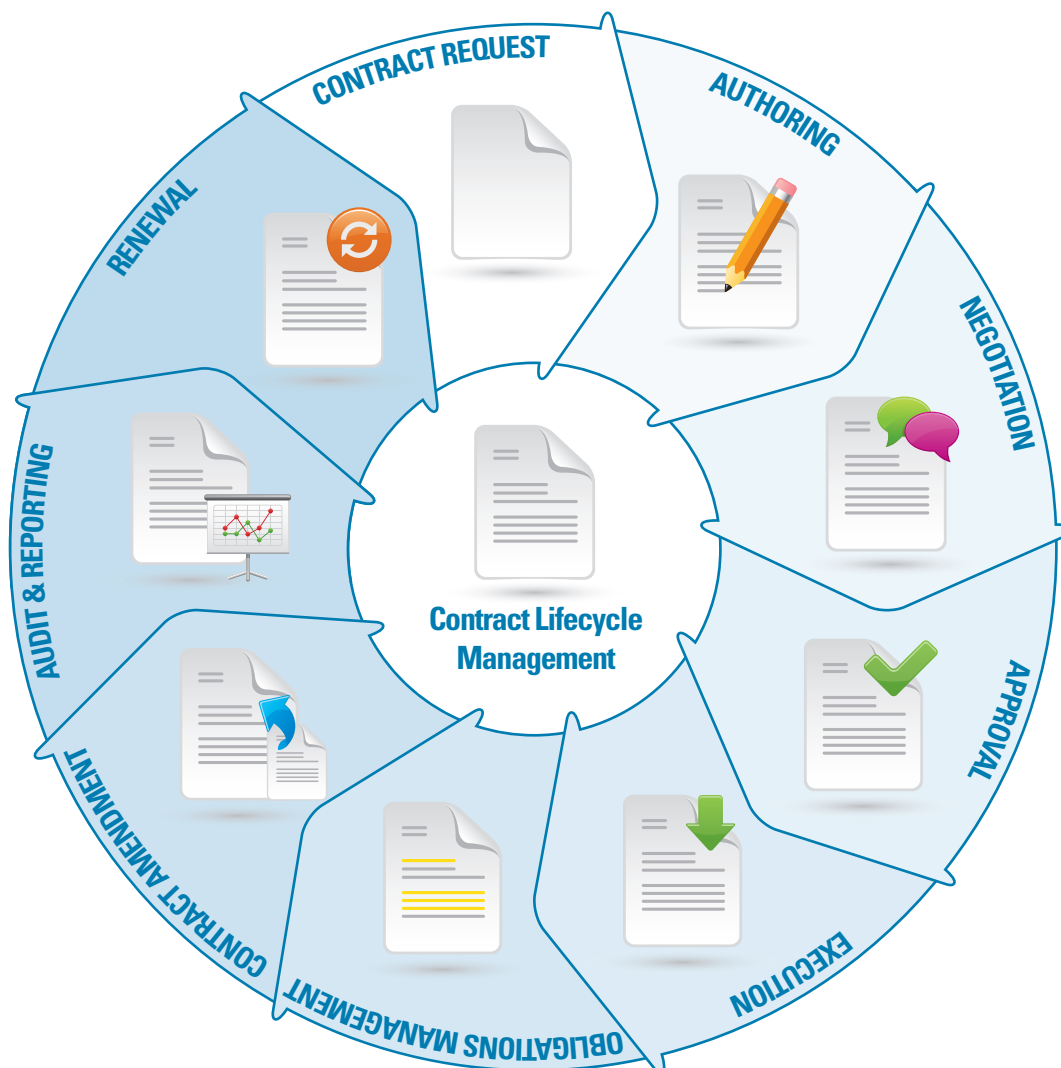 CONTRACT REQUEST
AUTHORING
NEGOTIATION
APPROVAL
EXECUTION
OBLIGATIONS MANAGEMENT
CONTRACT AMENDMENT
AUDIT & REPORTING
RENEWAL
Contract Lifecycle
Management